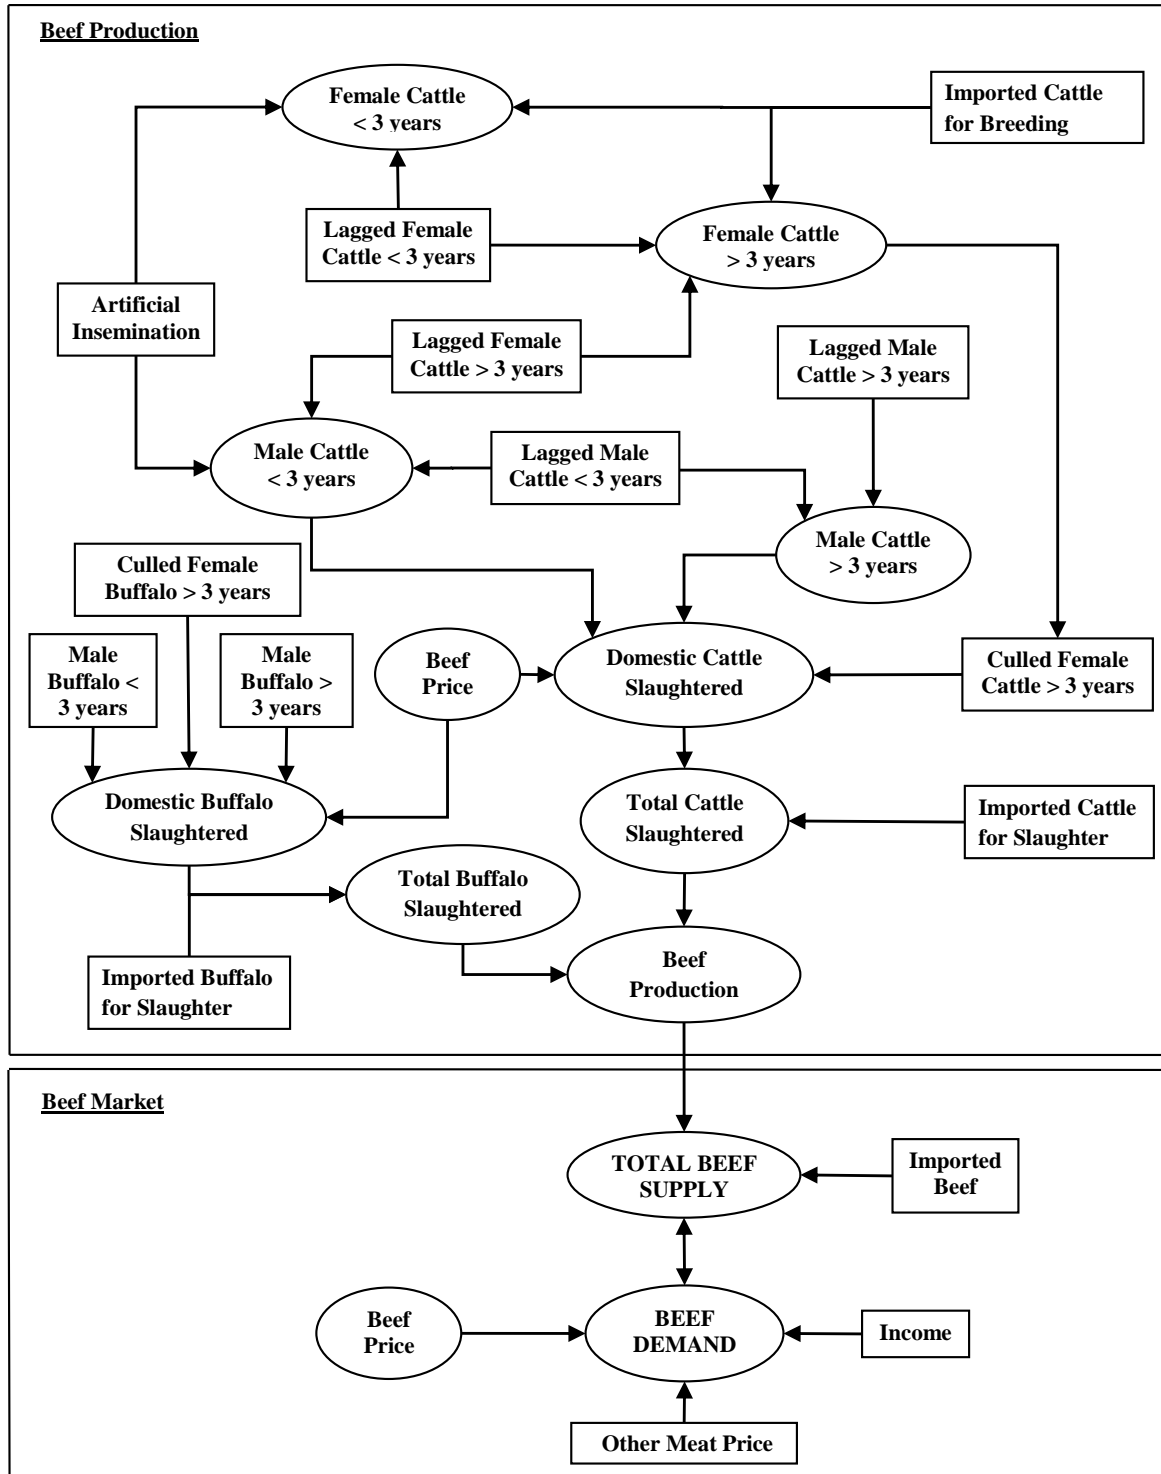 Beef Production
Female Cattle
< 3 years
Imported Cattle
for Breeding
Lagged Female
Cattle < 3 years
Female Cattle
> 3 years
Artificial
Insemination
Lagged Female
Cattle > 3 years
Lagged Male
Cattle > 3 years
Male Cattle
< 3 years
Lagged Male
Cattle < 3 years
Male Cattle
> 3 years
Culled Female
Buffalo > 3 years
Male
Buffalo <
3 years
Male
Buffalo >
3 years
Beef
Price
Domestic Cattle
Slaughtered
Culled Female
Cattle > 3 years
Domestic Buffalo
Slaughtered
Total Cattle
Slaughtered
Imported Cattle
for Slaughter
Total Buffalo
Slaughtered
Imported Buffalo
for Slaughter
Beef
Production
Beef Market
TOTAL BEEF
SUPPLY
Imported
Beef
Beef
Price
BEEF
DEMAND
Income
Other Meat Price